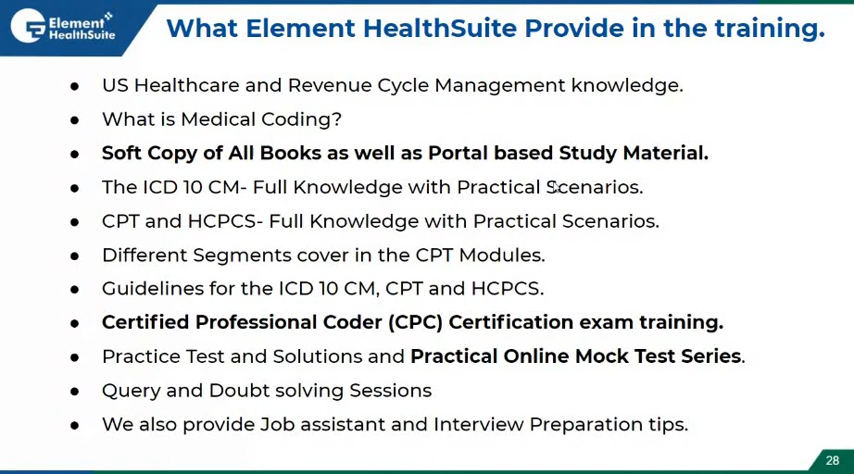 Element
HealthSuite
What Element HealthSuite Provide in the training.
● US Healthcare and Revenue Cycle Management knowledge.
● What is Medical Coding?
● Soft Copy of All Books as well as Portal based Study Material.
● The ICD 10 CM- Full Knowledge with Practical Scenarios.
● CPT and HCPCS- Full Knowledge with Practical Scenarios.
● Different Segments cover in the CPT Modules.
● Guidelines for the ICD 10 CM, CPT and HCPCS.
● Certified Professional Coder (CPC) Certification exam training.
● Practice Test and Solutions and Practical Online Mock Test Series.
● Query and Doubt solving Sessions
● We also provide Job assistant and Interview Preparation tips.
28